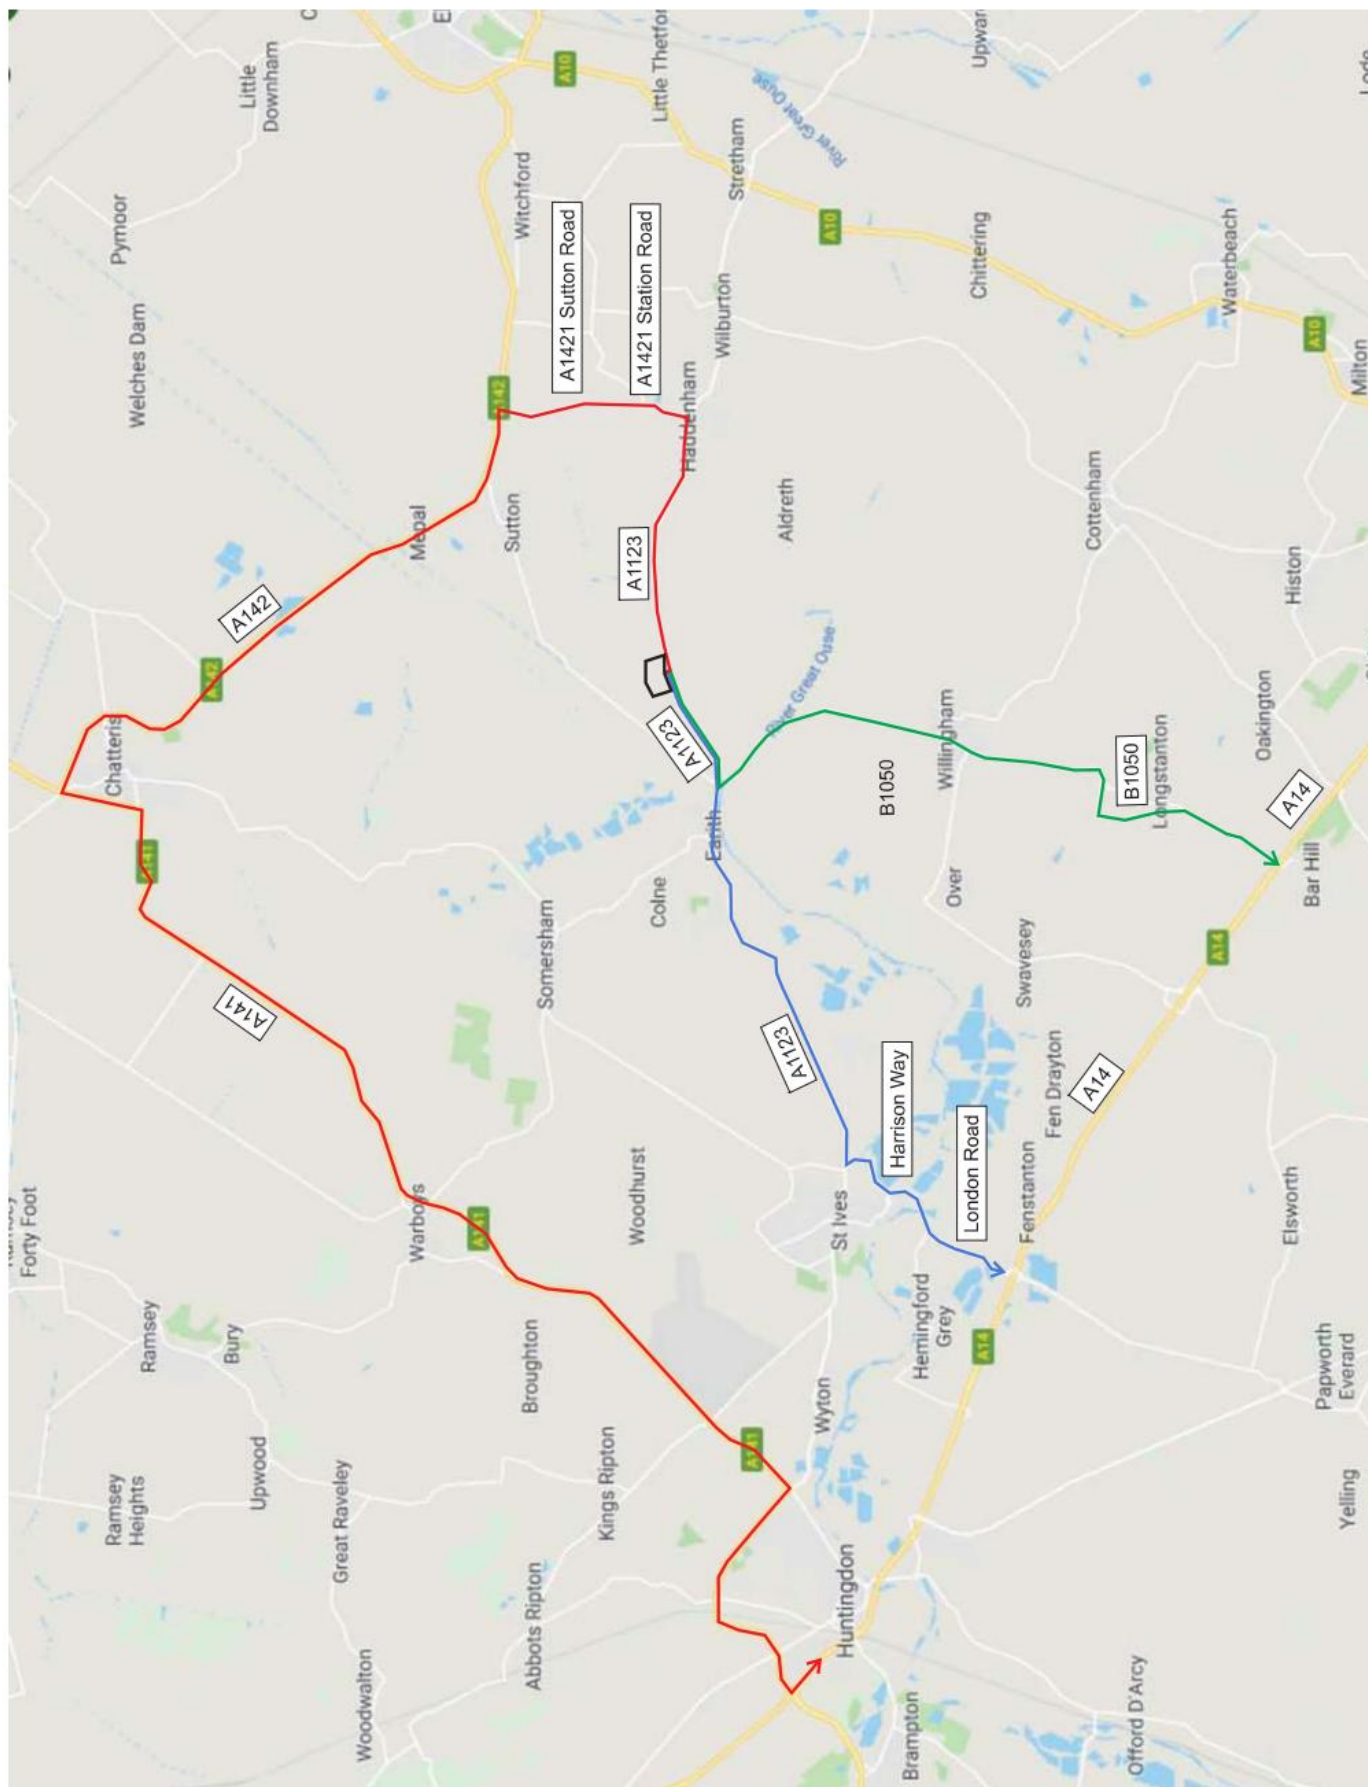 Forty Foot
Ramsey
Heights
Chatteris
Pymoor
Welches Dam
A141
Ramsey
A142
Bury
A141
A142
Little
Downham
Upwood
Great Raveley
Woodwalton
Warboys
Mepal
A141
A142
Sutton
Witchford
Abbots Ripton
Broughton
Somersham
A10
A1421 Sutton Road
Kings Ripton
Woodhurst
A1123
A1421 Station Road
Colne
Little Thetfor
A1123
Haddenham
Earith
Wilburton
Stretham
A141
River Great Ouse
Aldreth
River Great Ouse
A1123
Wyton
A10
St Ives
Huntingdon
B1050
Harrison Way
Brampton
Hemingford
Grey
Over
Willingham
London Road
A14
Chittering
Upwar
Fenstanton
Swavesey
Fen Drayton
A14
Cottenham
Offord D'Arcy
B1050
Longstanton
A14
Waterbeach
Oakington
Elsworth
Histon
A14
Bar Hill
A10
Papworth
Everard
Yelling
Milton